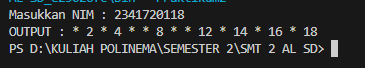 Masukkan NIM : 2341720118
OUTPUT : * 2 * 4 * * 8 * * 12 * 14 * 16 * 18
PS D:\KULIAH POLINEMA\SEMESTER 2\SMT 2 AL SD>